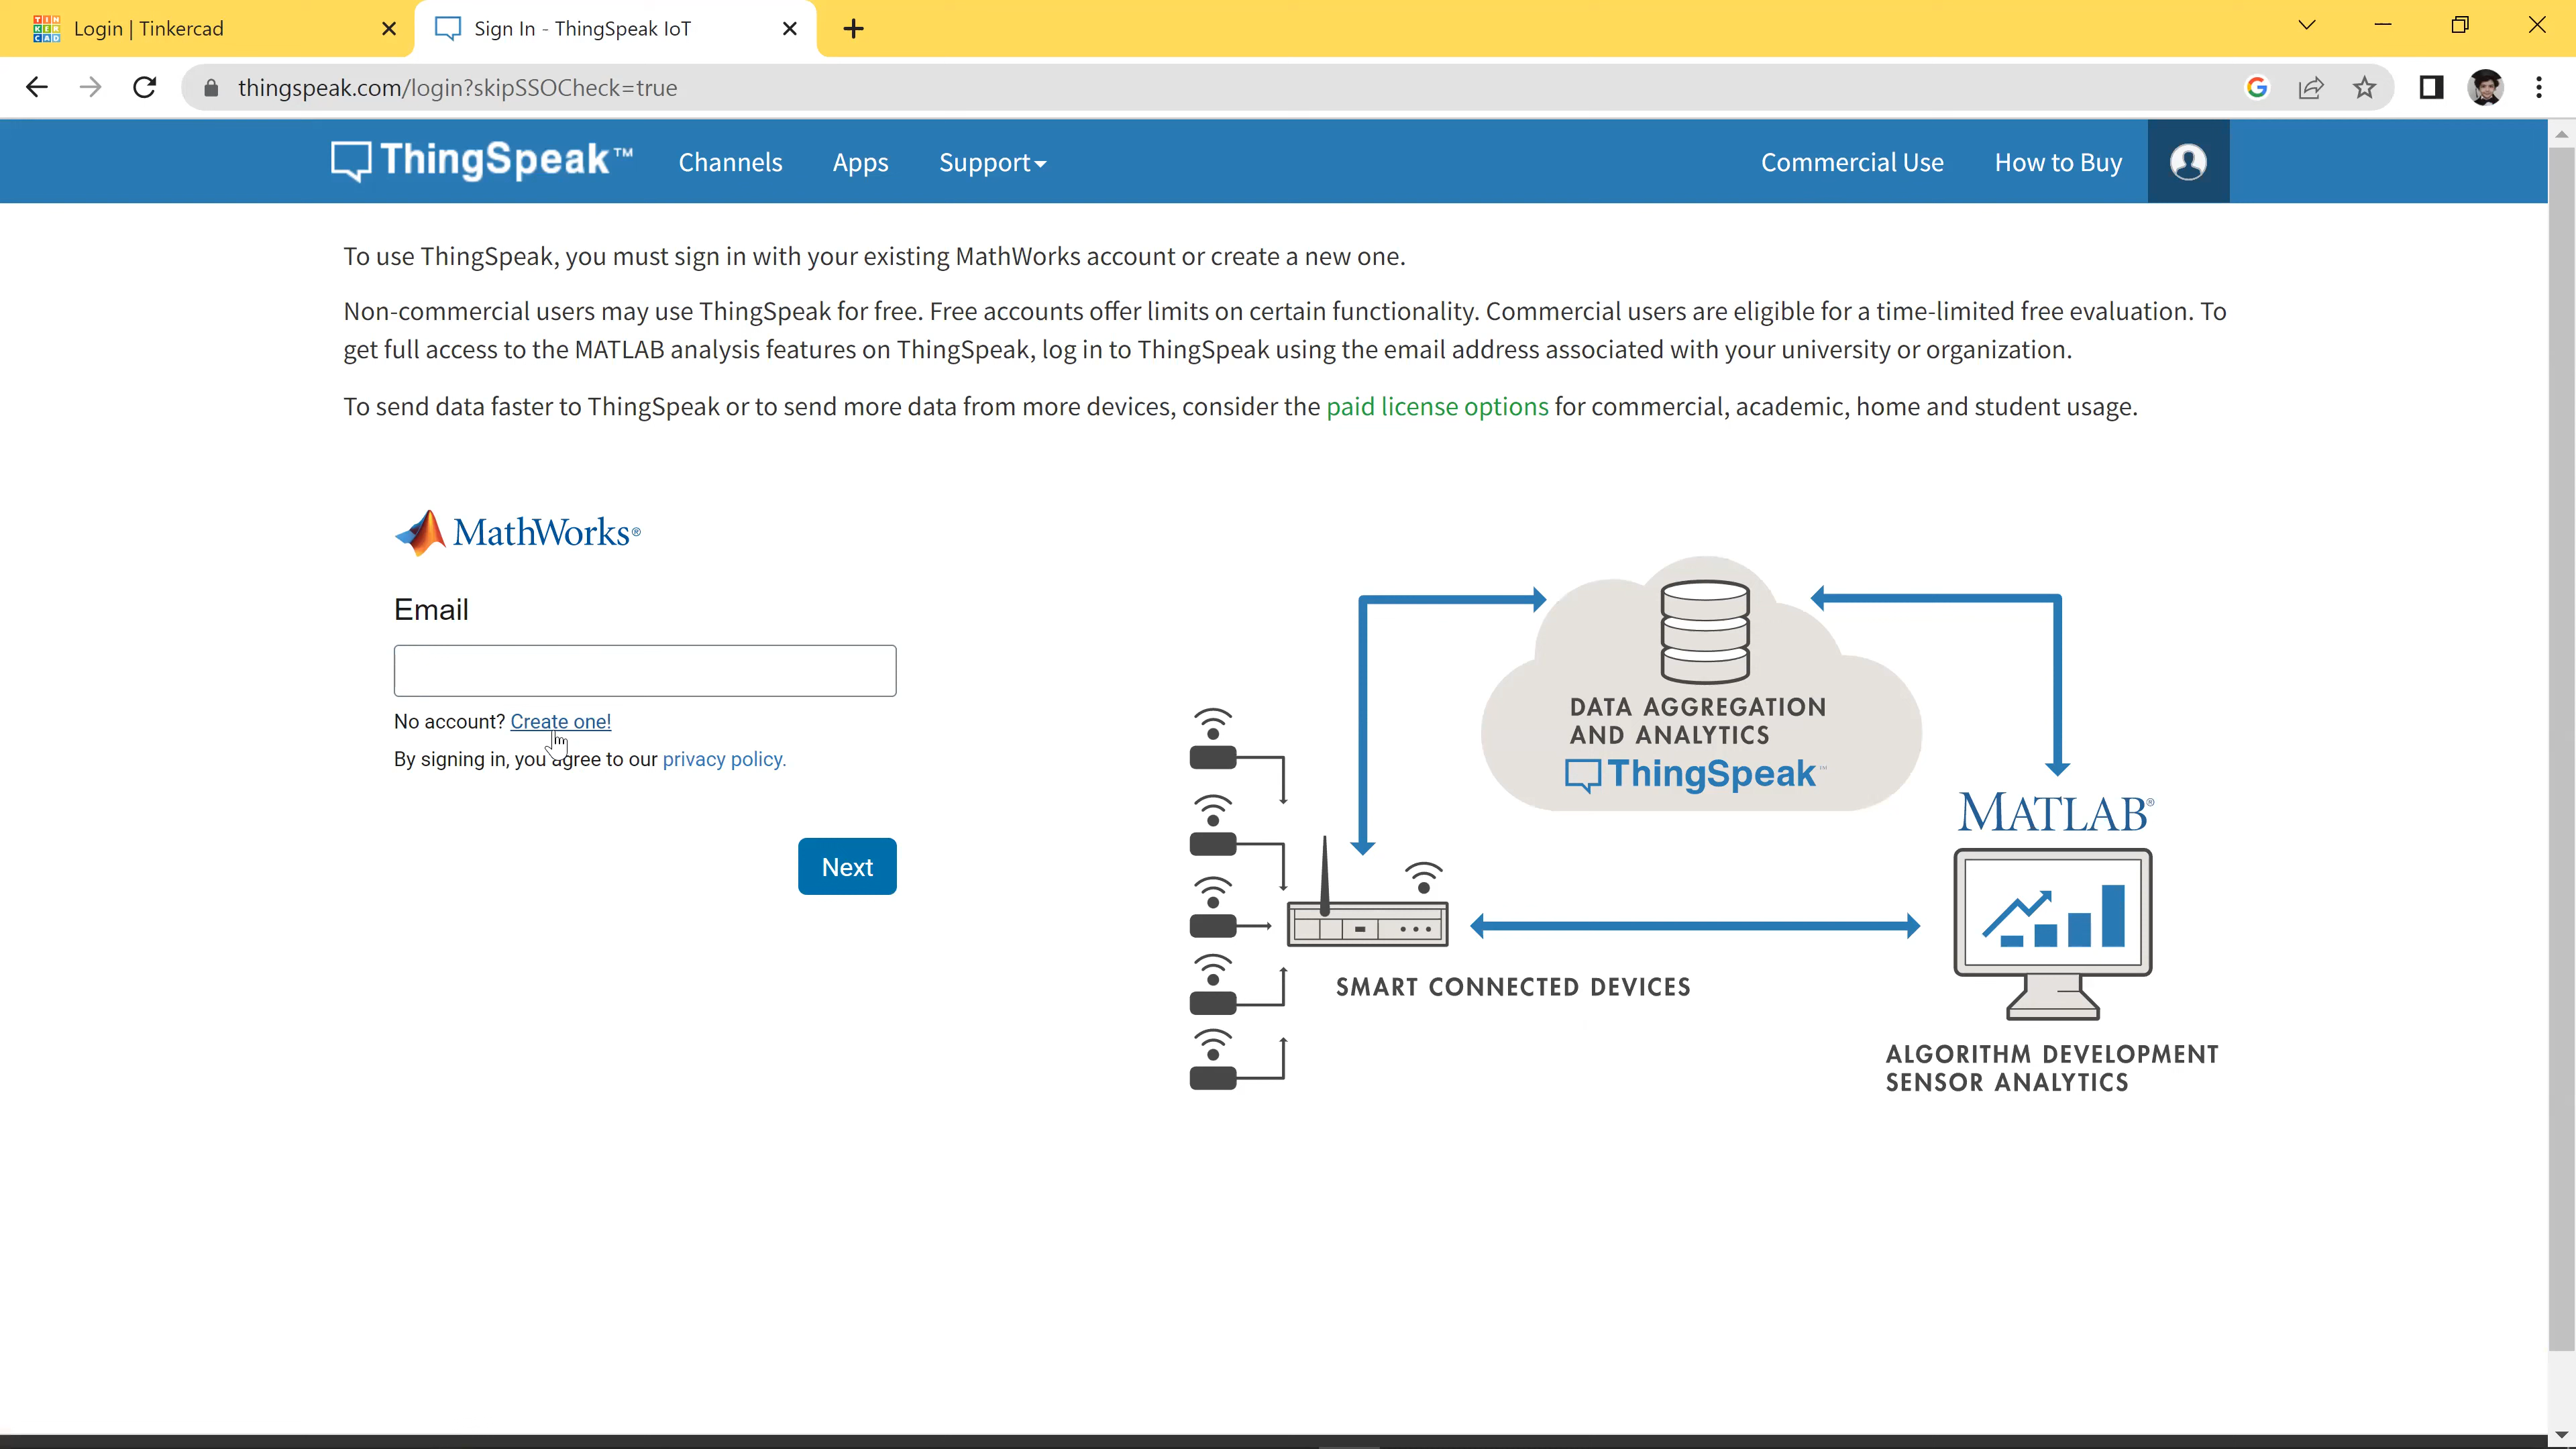 Login | Tinkercad
Sign In - ThingSpeak IoT
thingspeak.com/login?skipSSOCheck=true
ThingSpeak™ Channels Apps Support Commercial Use How to Buy
To use ThingSpeak, you must sign in with your existing MathWorks account or create a new one.
Non-commercial users may use ThingSpeak for free. Free accounts offer limits on certain functionality. Commercial users are eligible for a time-limited free evaluation. To
get full access to the MATLAB analysis features on ThingSpeak, log in to ThingSpeak using the email address associated with your university or organization.
To send data faster to ThingSpeak or to send more data from more devices, consider the paid license options for commercial, academic, home and student usage.
MathWorks®
Email
No account? Create one!
By signing in, you agree to our privacy policy.
Next
DATA AGGREGATION
AND ANALYTICS
ThingSpeak™
MATLAB®
SMART CONNECTED DEVICES
ALGORITHM DEVELOPMENT
SENSOR ANALYTICS